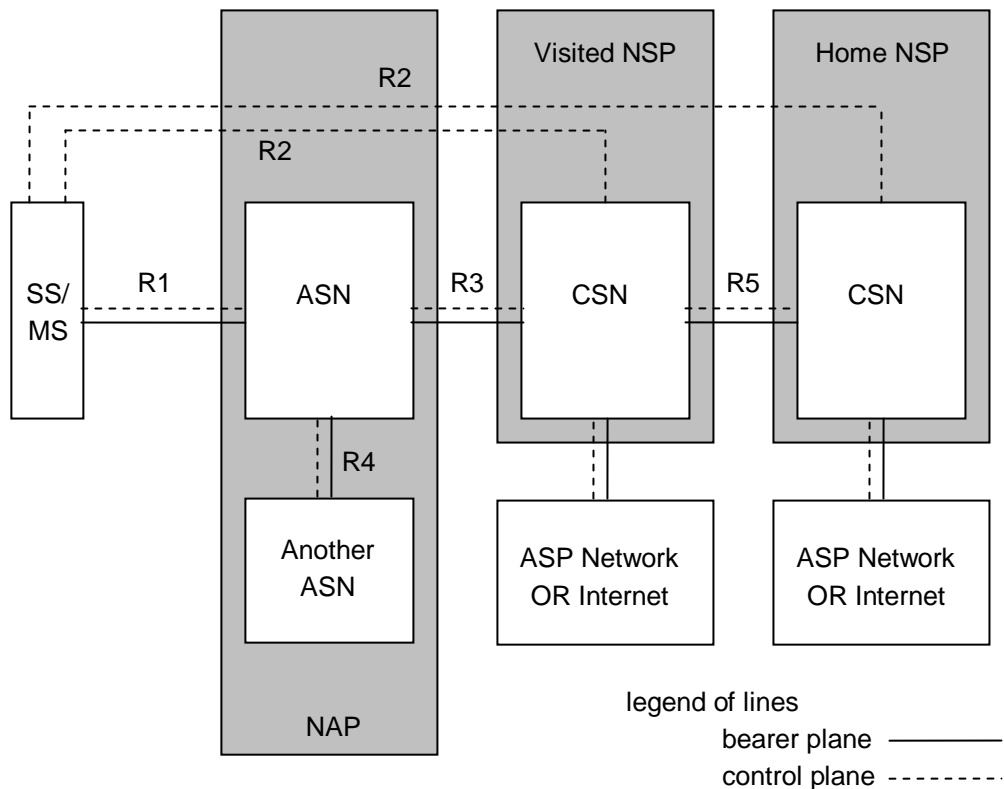 Visited NSP
Home NSP
R2
R2
SS/
MS
R1
ASN
R3
CSN
R5
CSN
R4
Another
ASN
ASP Network
OR Internet
ASP Network
OR Internet
NAP
legend of lines
bearer plane
control plane